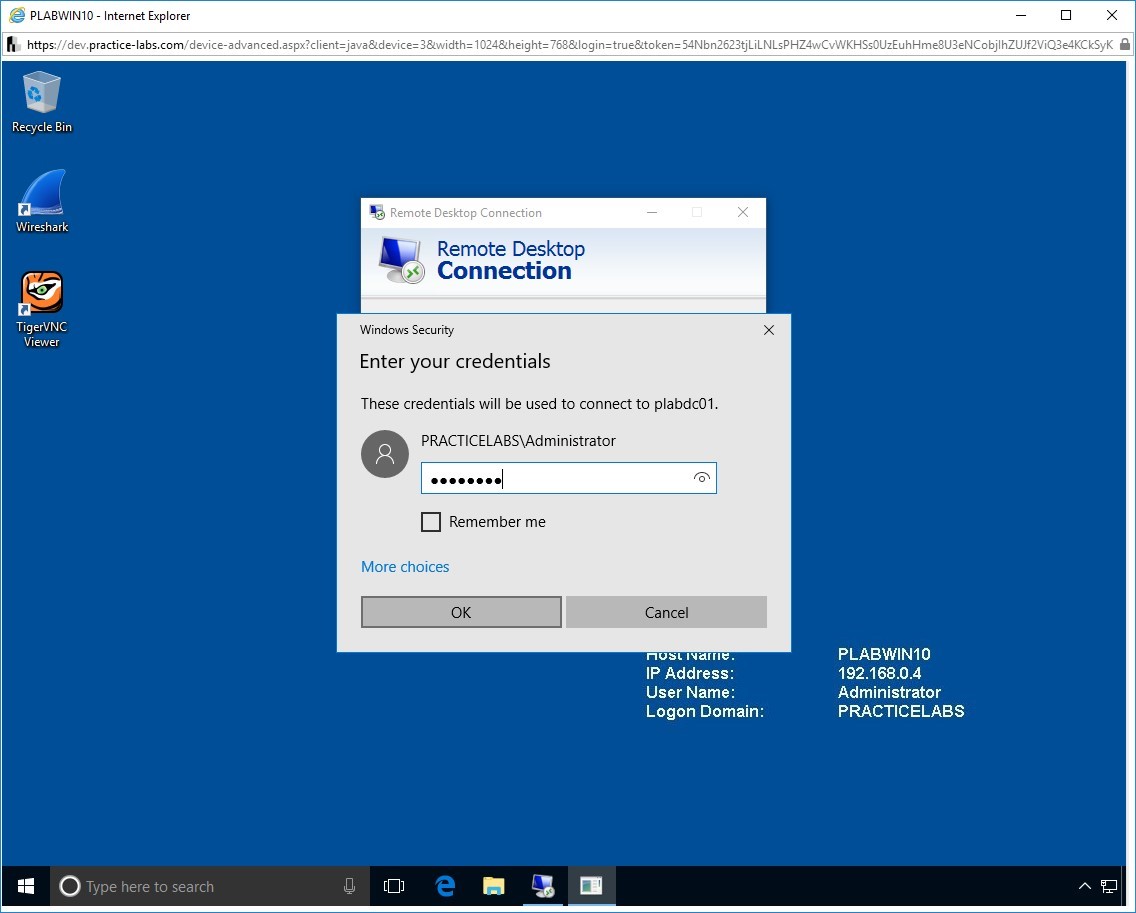 PLABWIN10 - Internet Explorer
https://dev.practice-labs.com/device-advanced.aspx?client=java&device=3&width=1024&height=768&login=true&token=54Nbn2623tjLiLNLsPHZ4wCvWKHSs0UzEuhHme8U3eNCobjIhZUJf2ViQ3e4KCkSyK
Recycle Bin
Wireshark
TigerVNC
Viewer
Remote Desktop Connection
Remote Desktop
Connection
Windows Security
Enter your credentials
These credentials will be used to connect to plabdc01.
PRACTICELABS\Administrator
Remember me
More choices
OK Cancel
Host Name: PLABWIN10
IP Address: 192.168.0.4
User Name: Administrator
Logon Domain: PRACTICELABS
Type here to search